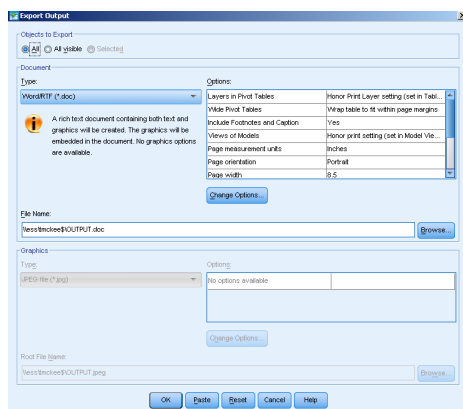 Export Output
Objects to Export
All All visible Selected
Document
Type:
Word/RTF (*.doc)
A rich text document containing both text and
graphics will be created. The graphics will be
embedded in the document. No graphics options
are available.
Options:
Layers in Pivot Tables Honor Print Layer setting (set in Tabl...
Wide Pivot Tables Wrap table to fit within page margins
Include Footnotes and Caption Yes
Views of Models Honor print setting (set in Model Vie...
Page measurement units Inches
Page orientation Portrait
Page width 8.5
Change Options...
File Name:
\OUTPUT.doc
Browse...
Graphics
Type:
JPEG file (*.jpg)
Options:
No options available
Change Options...
Root File Name:
\OUTPUT.jpeg
Browse...
OK Paste Reset Cancel Help